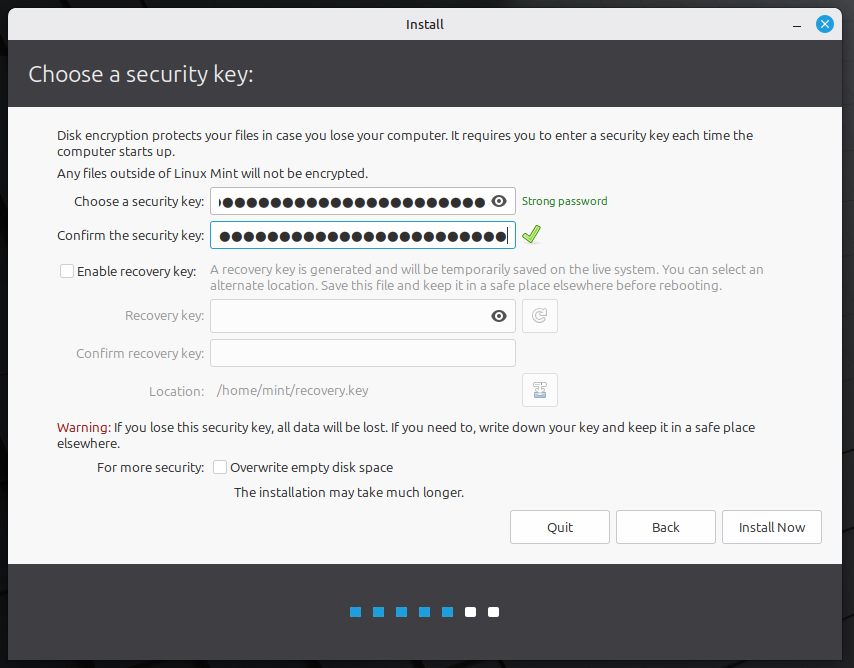 Install
Choose a security key:
Disk encryption protects your files in case you lose your computer. It requires you to enter a security key each time the
computer starts up.
Any files outside of Linux Mint will not be encrypted.
Choose a security key: ●●●●●●●●●●●●●●●●●●●●●● Strong password
Confirm the security key: ●●●●●●●●●●●●●●●●●●●●●●●●
Enable recovery key: A recovery key is generated and will be temporarily saved on the live system. You can select an
alternate location. Save this file and keep it in a safe place elsewhere before rebooting.
Recovery key:
Confirm recovery key:
Location: /home/mint/recovery.key
Warning: If you lose this security key, all data will be lost. If you need to, write down your key and keep it in a safe place
elsewhere.
For more security: Overwrite empty disk space
The installation may take much longer.
Quit Back Install Now